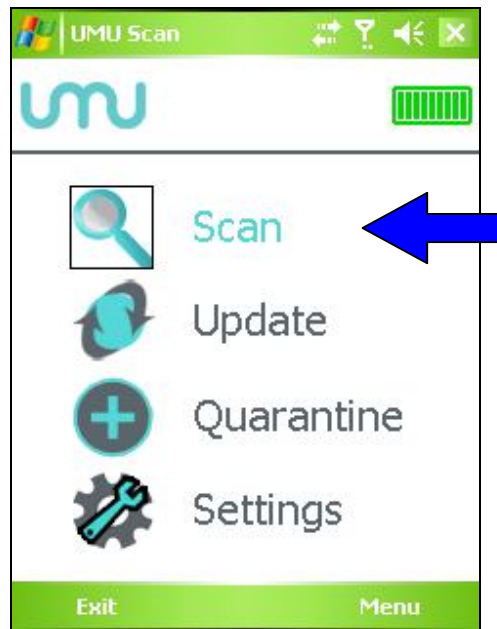 UMU Scan
umu
Scan
Update
Quarantine
Settings
Exit Menu